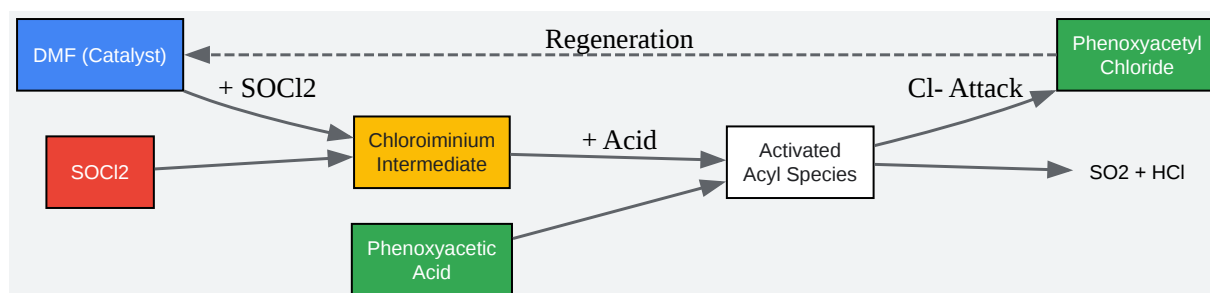 DMF (Catalyst)
Regeneration
Phenoxyacetyl
Chloride
+ SOCl2
Cl- Attack
SOCl2
Chloroiminium
Intermediate
+ Acid
Activated
Acyl Species
SO2 + HCl
Phenoxyacetic
Acid